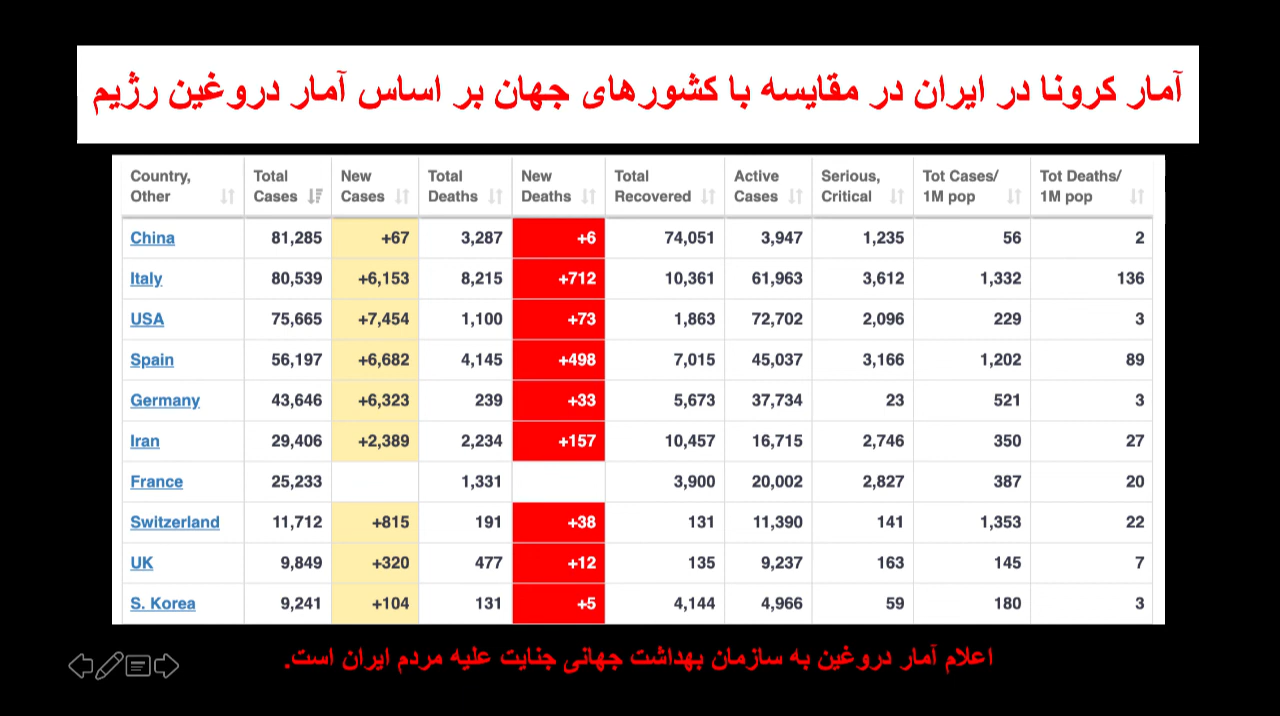 آمار کرونا در ایران در مقایسه با کشورهای جهان بر اساس آمار دروغین رژیم
Country, Other Total Cases New Cases Total Deaths New Deaths Total Recovered Active Cases Serious, Critical Tot Cases/ 1M pop Tot Deaths/ 1M pop
China 81,285 +67 3,287 +6 74,051 3,947 1,235 56 2
Italy 80,539 +6,153 8,215 +712 10,361 61,963 3,612 1,332 136
USA 75,665 +7,454 1,100 +73 1,863 72,702 2,096 229 3
Spain 56,197 +6,682 4,145 +498 7,015 45,037 3,166 1,202 89
Germany 43,646 +6,323 239 +33 5,673 37,734 23 521 3
Iran 29,406 +2,389 2,234 +157 10,457 16,715 2,746 350 27
France 25,233 1,331 3,900 20,002 2,827 387 20
Switzerland 11,712 +815 191 +38 131 11,390 141 1,353 22
UK 9,849 +320 477 +12 135 9,237 163 145 7
S. Korea 9,241 +104 131 +5 4,144 4,966 59 180 3
اعلام آمار دروغین به سازمان بهداشت جهانی جنایت علیه مردم ایران است.